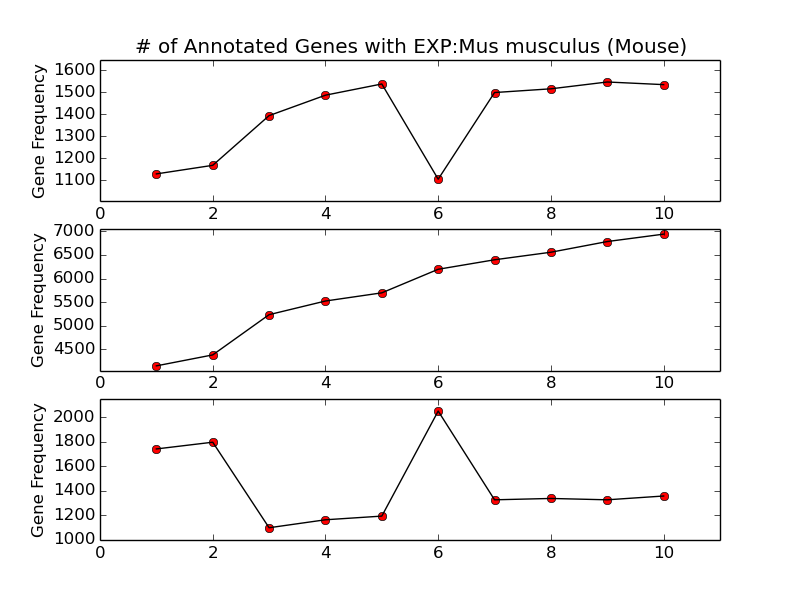 # of Annotated Genes with EXP:Mus musculus (Mouse)
Gene Frequency
1600
1500
1400
1300
1200
1100
0 2 4 6 8 10
Gene Frequency
7000
6500
6000
5500
5000
4500
0 2 4 6 8 10
Gene Frequency
2000
1800
1600
1400
1200
1000
0 2 4 6 8 10